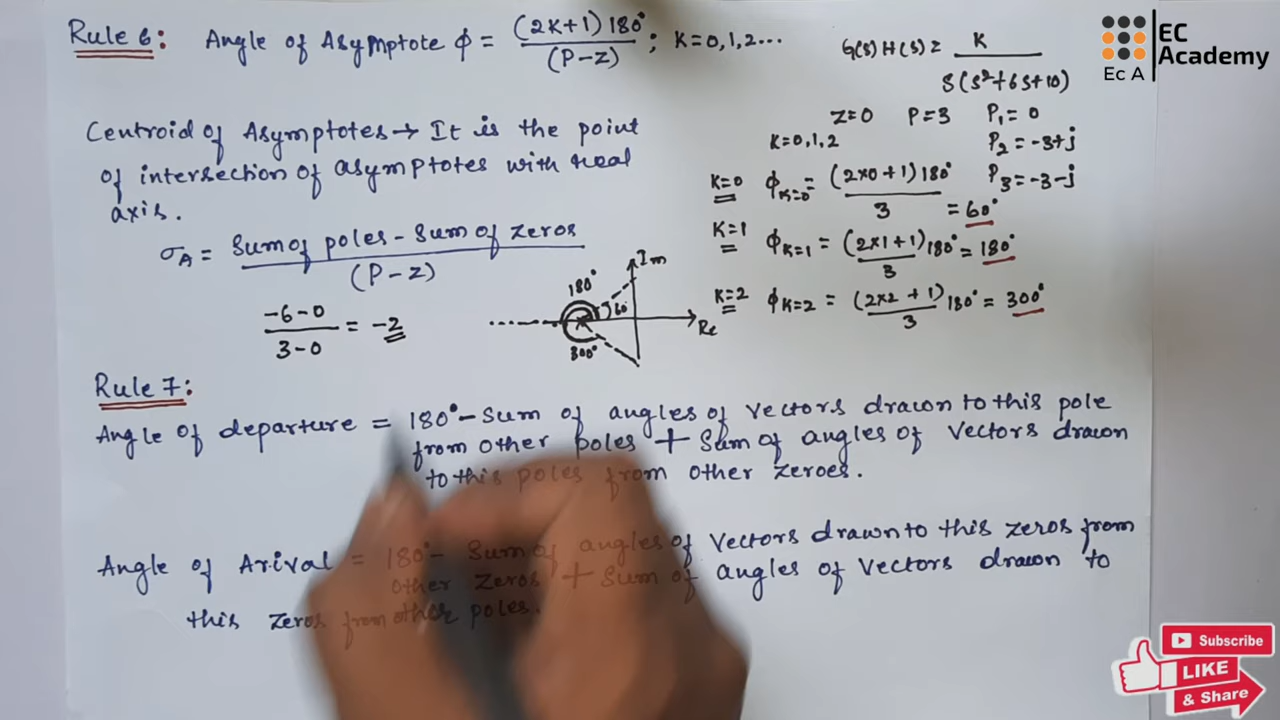 Rule 6: Angle of Asymptote ϕ = (2K+1)180° / (P-Z) ; K=0,1,2...
G(s)H(s)= K / S(S²+6S+10)
Z=0 P=3 P₁=0
K=0,1,2 P₂=-3+j
P₃=-3-j
K=0 ϕK=0 = (2×0+1)180° / 3 = 60°
K=1 ϕK=1 = (2×1+1)180° / 3 = 180°
K=2 ϕK=2 = (2×2+1)180° / 3 = 300°
Centroid of Asymptotes → It is the point
of intersection of asymptotes with real
axis.
σA = Sum of poles - Sum of zeros / (P-Z)
-6-0 / 3-0 = -2
Im
180°
60°
Re
300°
Rule 7:
Angle of departure = 180° - Sum of angles of vectors drawn to this pole
from other poles + Sum of angles of vectors drawn
to this poles from other zeroes.
Angle of Arival = 180° - Sum of angles of vectors drawn to this zeros from
other zeros + Sum of angles of vectors drawn to
this zeros from other poles.
EC
Academy
Ec A
Subscribe
LIKE
& Share